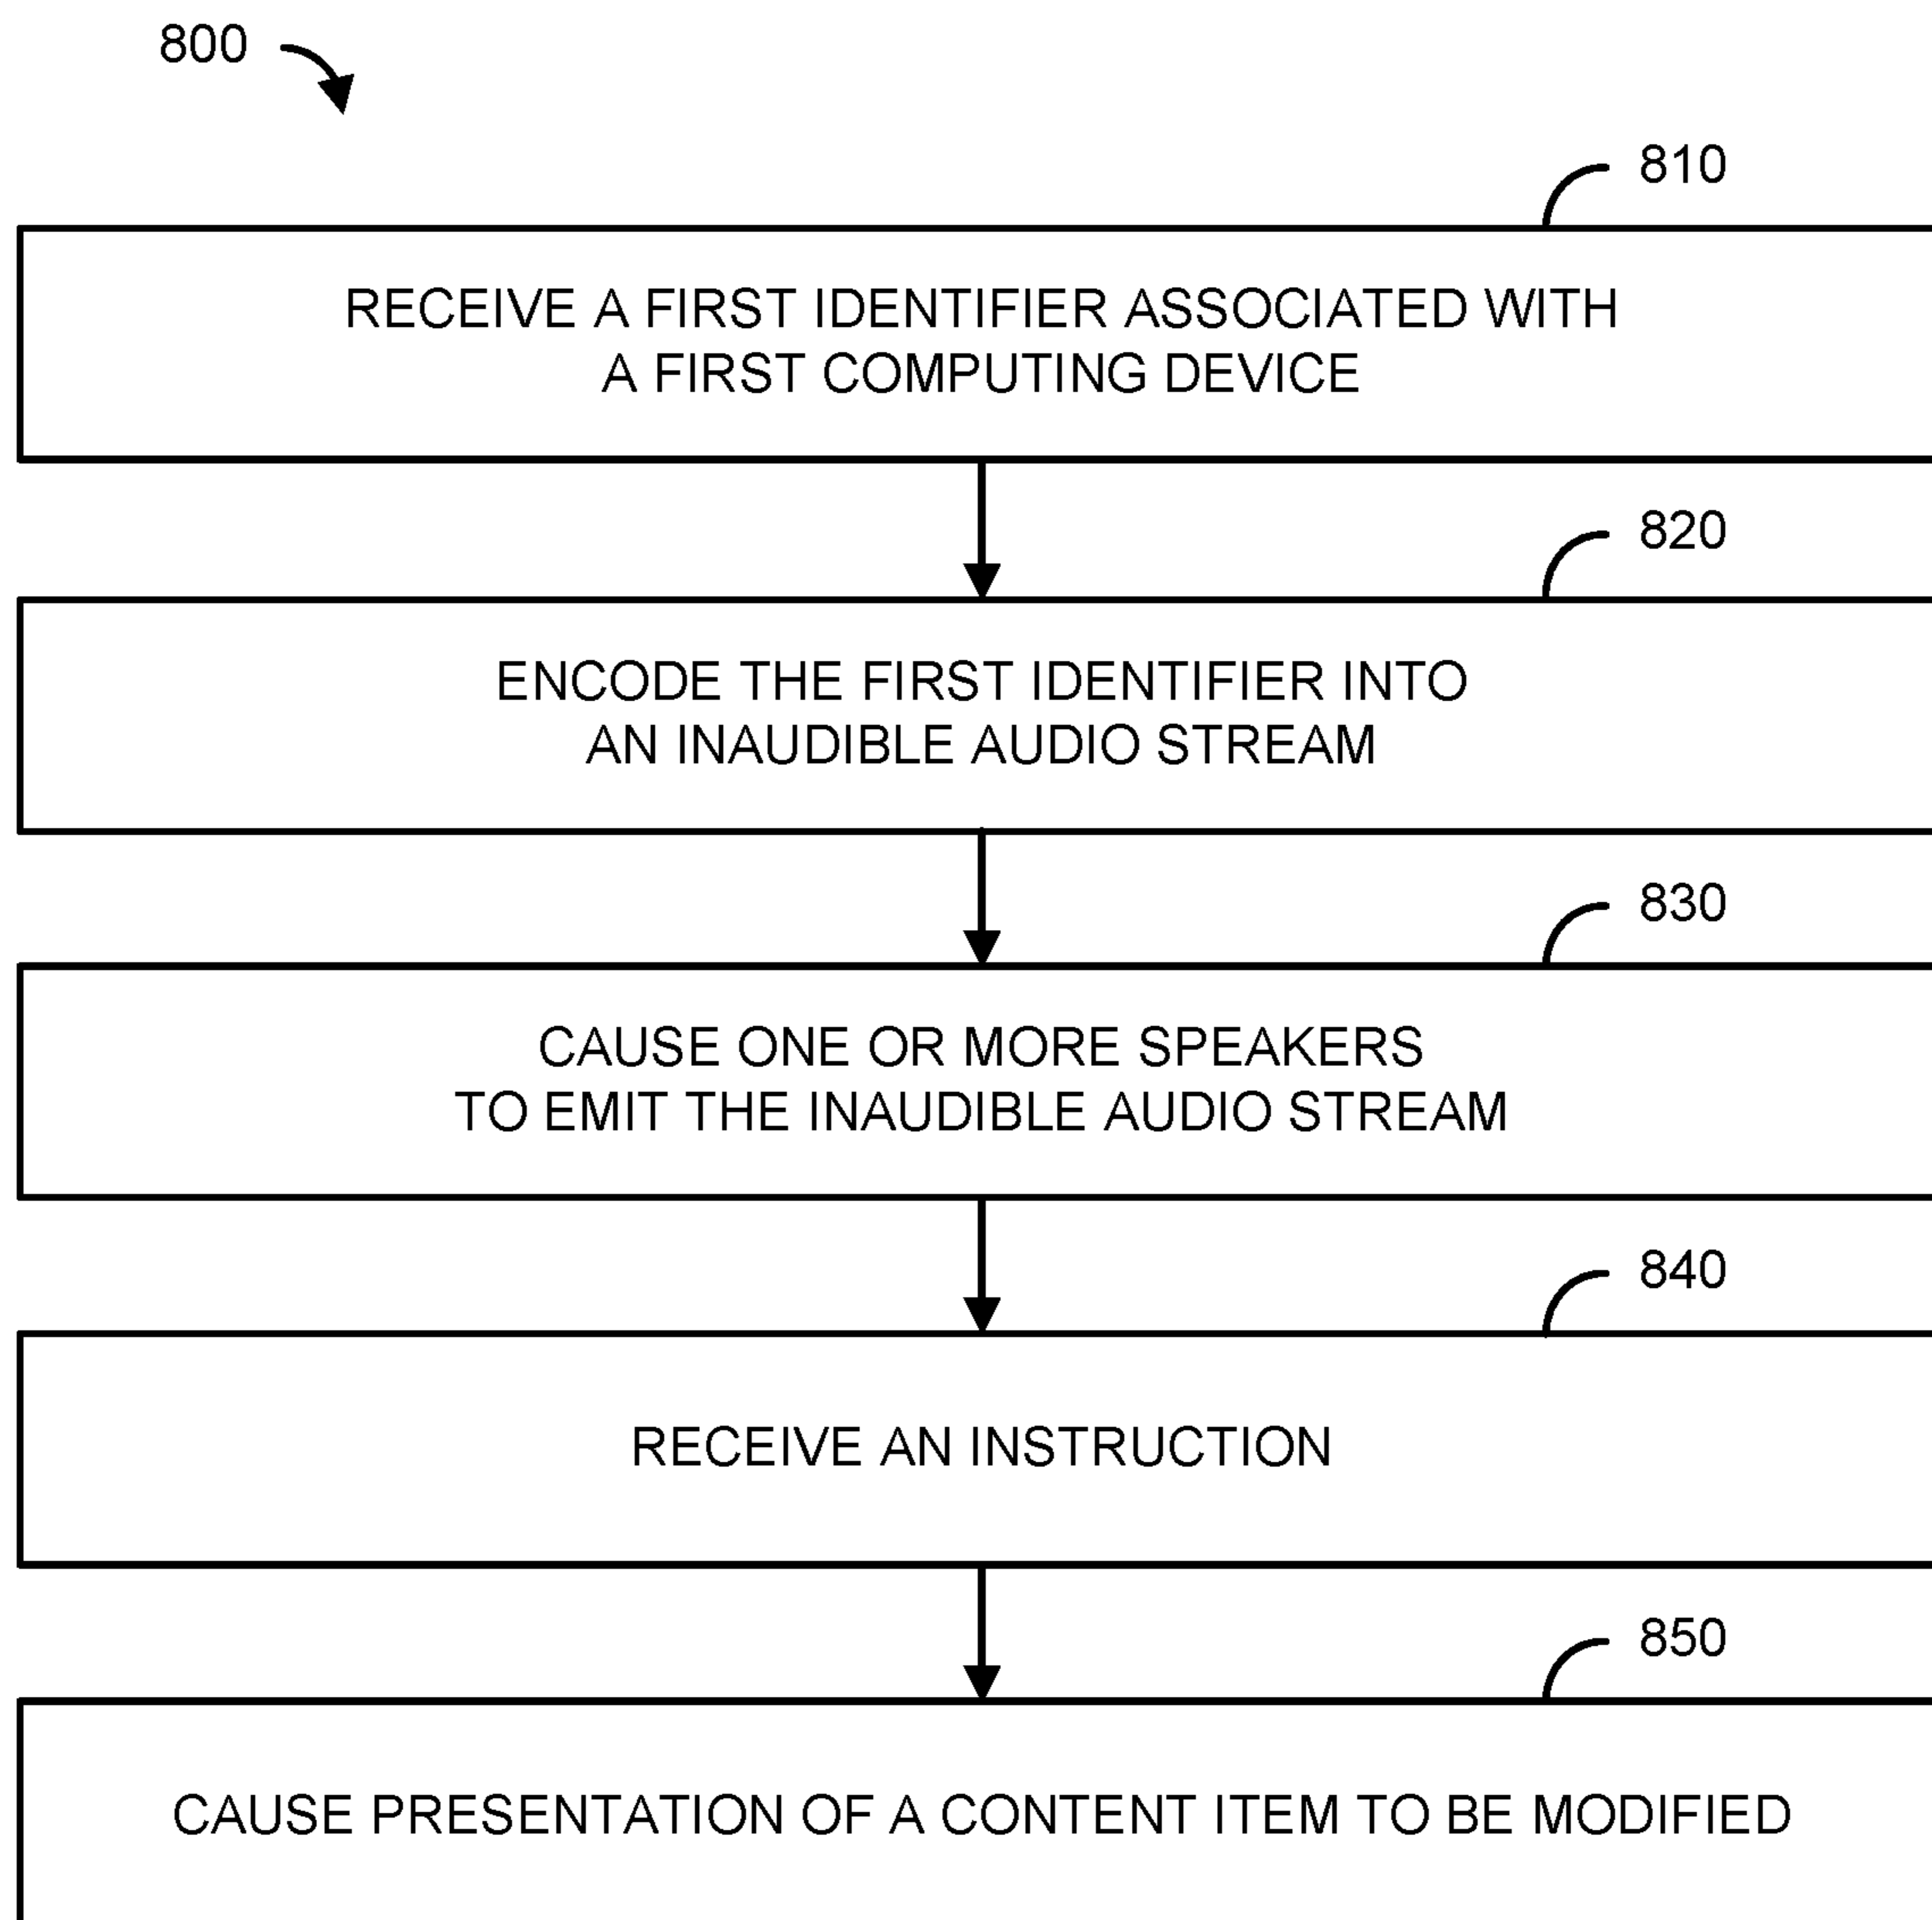 800
810
RECEIVE A FIRST IDENTIFIER ASSOCIATED WITH
A FIRST COMPUTING DEVICE
820
ENCODE THE FIRST IDENTIFIER INTO
AN INAUDIBLE AUDIO STREAM
830
CAUSE ONE OR MORE SPEAKERS
TO EMIT THE INAUDIBLE AUDIO STREAM
840
RECEIVE AN INSTRUCTION
850
CAUSE PRESENTATION OF A CONTENT ITEM TO BE MODIFIED